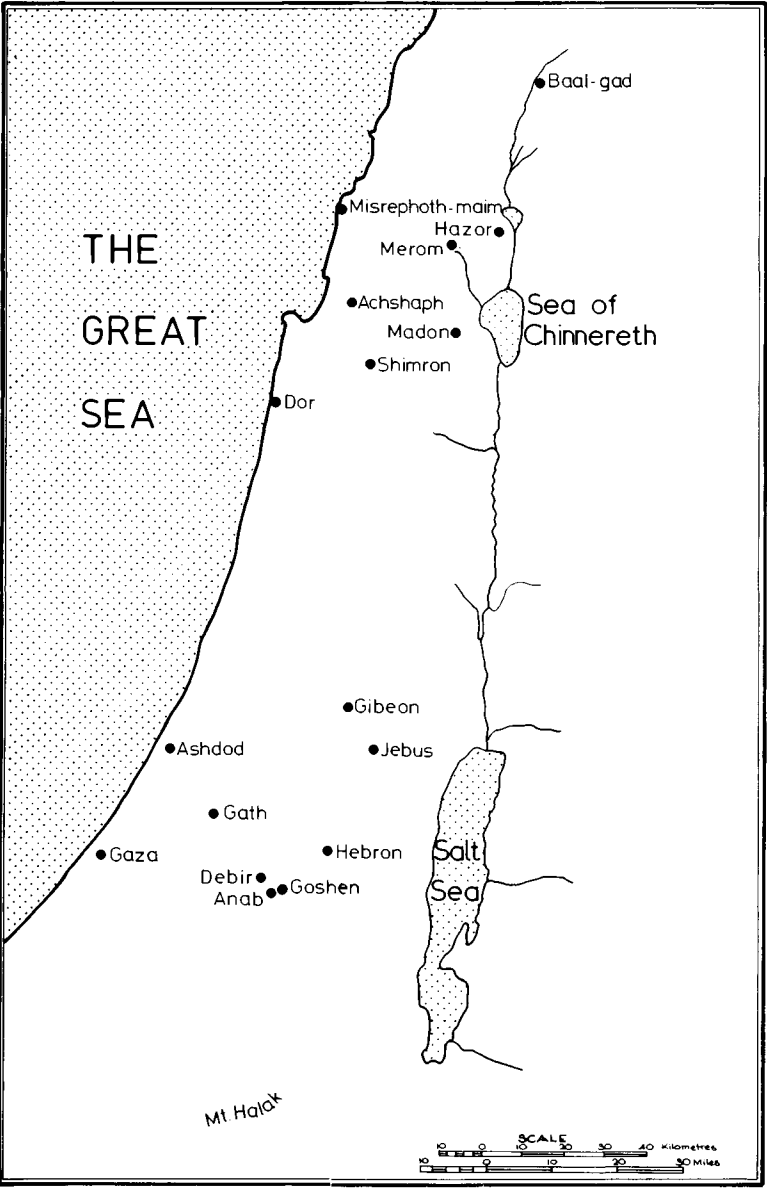 Baal-gad
Misrephoth-maim
Hazor
Merom
THE
GREAT
SEA
Achshaph
Sea of
Chinnereth
Madon
Shimron
Dor
Gibeon
Ashdod
Jebus
Gath
Gaza
Hebron
Salt
Sea
Debir
Goshen
Anab
Mt. Halak
SCALE
10 0 10 20 30 40 Kilometres
10 0 10 20 30 Miles